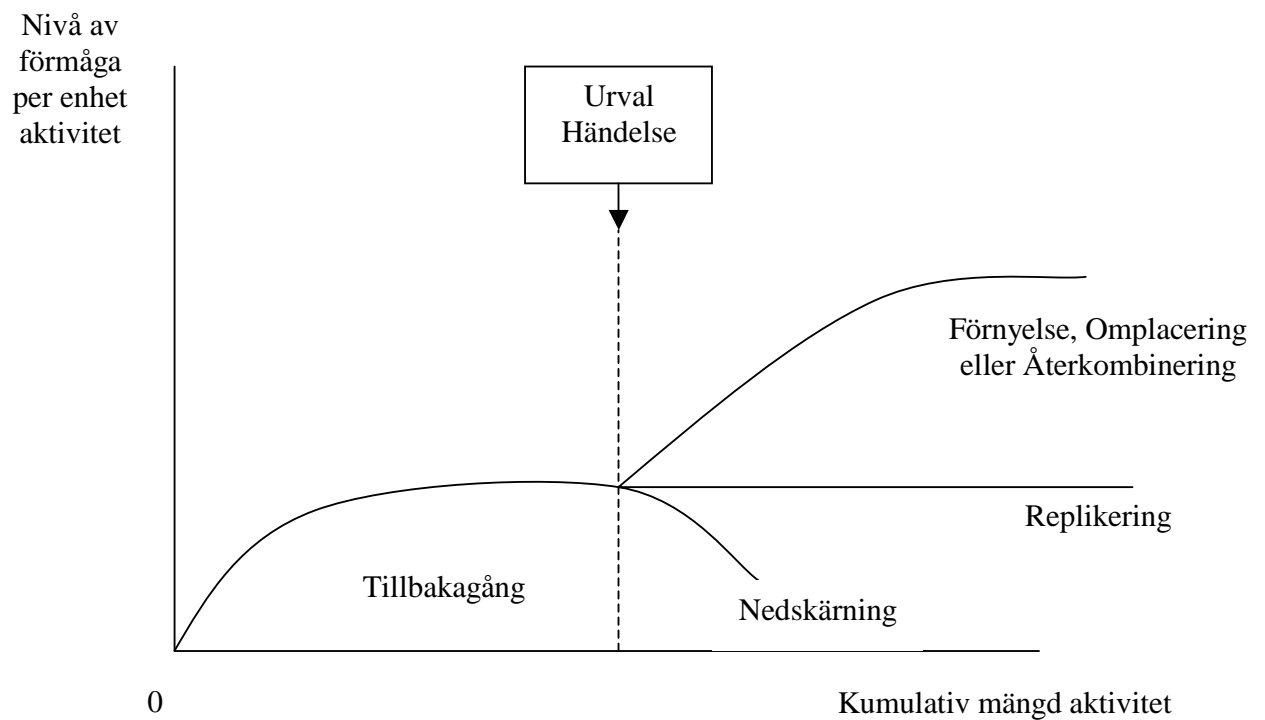 Nivå av
förmåga
per enhet
aktivitet
Urval
Händelse
Förnyelse, Omplacering
eller Återkombinering
Replikering
Tillbakagång
Nedskärning
0
Kumulativ mängd aktivitet